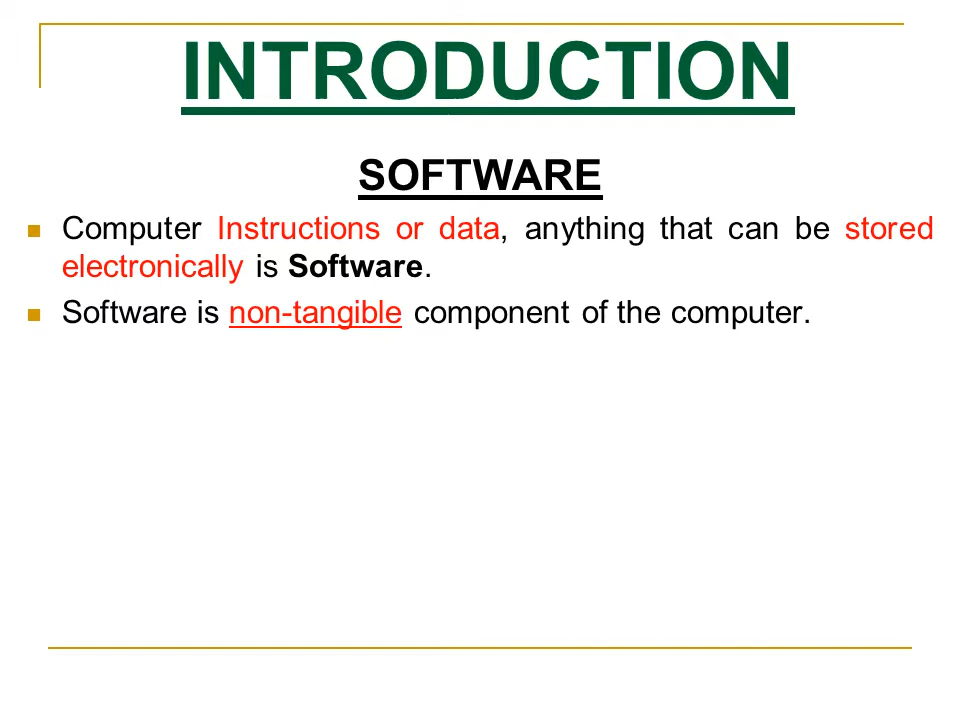 INTRODUCTION
SOFTWARE
Computer Instructions or data, anything that can be stored
electronically is Software.
Software is non-tangible component of the computer.